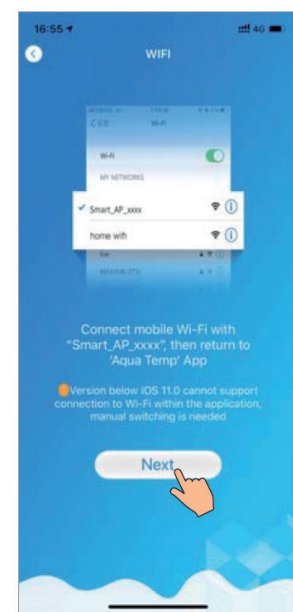 16:55 4G
WIFI
Wi-Fi
Wi-Fi
MY NETWORKS
Smart_AP_xxxx
home wifi
Connect mobile Wi-Fi with
"Smart_AP_xxxx", then return to
'Aqua Temp' App
Version below IOS 11.0 cannot support
connection to Wi-Fi within the application,
manual switching is needed
Next